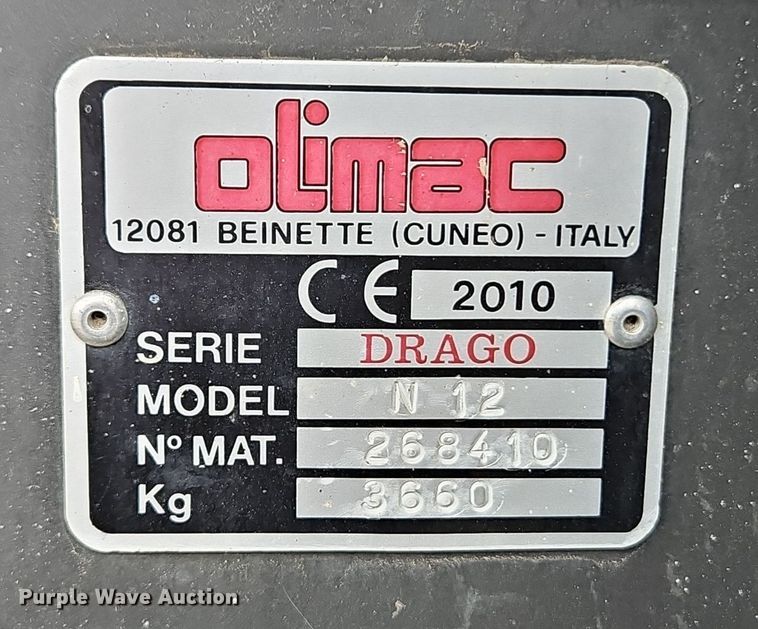 olimac
12081 BEINETTE (CUNEO) - ITALY
CE 2010
SERIE DRAGO
MODEL N 12
Nº MAT. 268410
Kg 3660
Purple Wave Auction